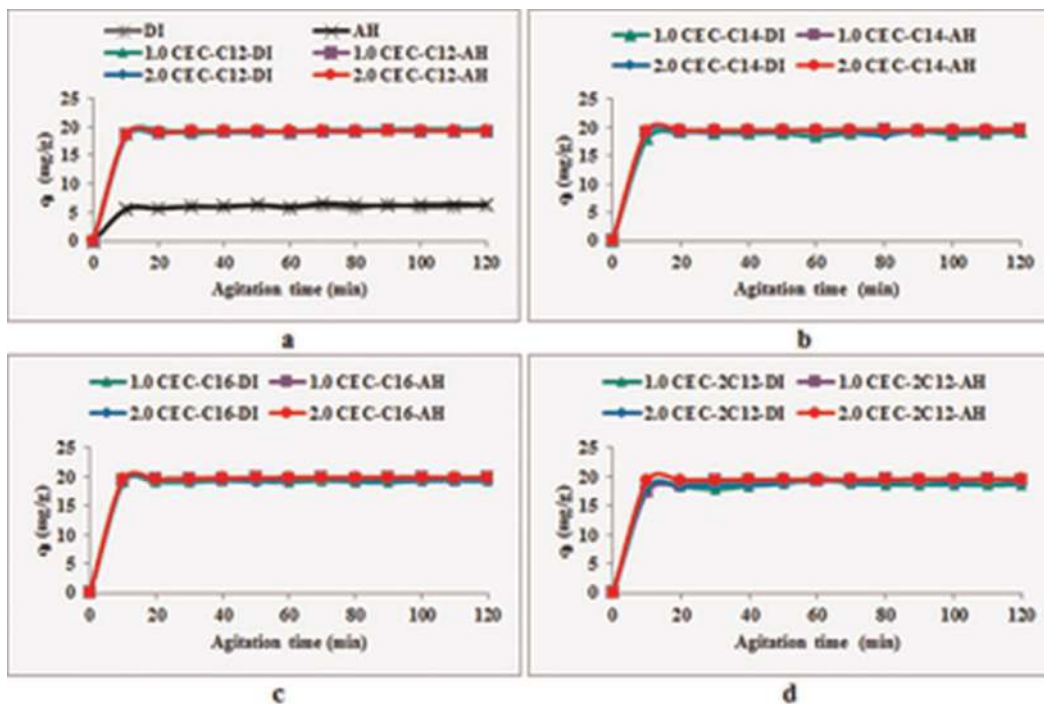 DI AH
1.0 CEC-C12-DI 1.0 CEC-C12-AH
2.0 CEC-C12-DI 2.0 CEC-C12-AH
25
20
15
10
5
0
(mg/g)
0 20 40 60 80 100 120
Agitation time (min)
a
1.0 CEC-C14-DI 1.0 CEC-C14-AH
2.0 CEC-C14-DI 2.0 CEC-C14-AH
25
20
15
10
5
0
(mg/g)
0 20 40 60 80 100 120
Agitation time (min)
b
1.0 CEC-C16-DI 1.0 CEC-C16-AH
2.0 CEC-C16-DI 2.0 CEC-C16-AH
25
20
15
10
5
0
(mg/g)
0 20 40 60 80 100 120
Agitation time (min)
c
1.0 CEC-2C12-DI 1.0 CEC-2C12-AH
2.0 CEC-2C12-DI 2.0 CEC-2C12-AH
25
20
15
10
5
0
(mg/g)
0 20 40 60 80 100 120
Agitation time (min)
d